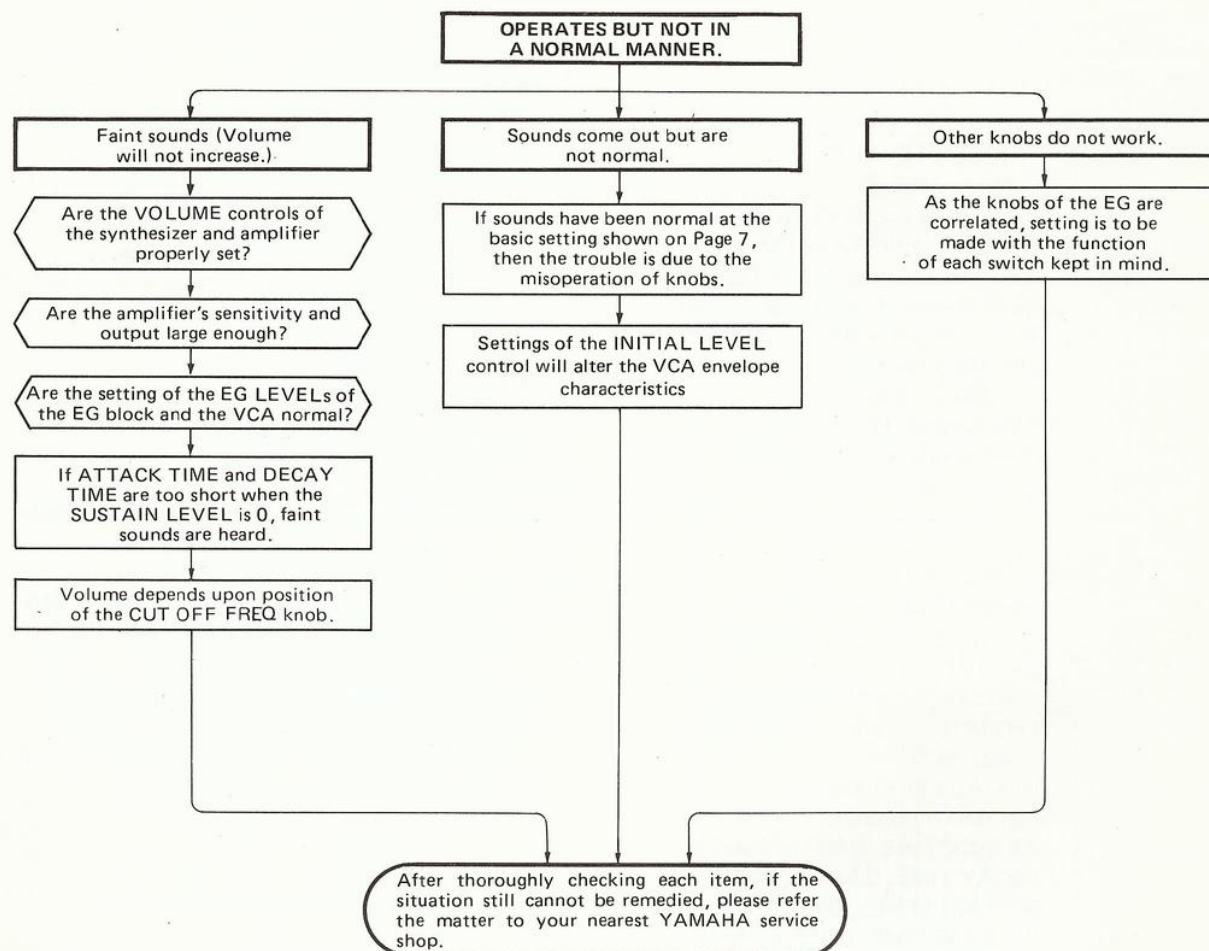 OPERATES BUT NOT IN
A NORMAL MANNER.
Faint sounds (Volume
will not increase.)
Are the VOLUME controls of
the synthesizer and amplifier
properly set?
Are the amplifier's sensitivity and
output large enough?
Are the setting of the EG LEVELs of
the EG block and the VCA normal?
If ATTACK TIME and DECAY
TIME are too short when the
SUSTAIN LEVEL is 0, faint
sounds are heard.
Volume depends upon position
of the CUT OFF FREQ knob.
Sounds come out but are
not normal.
If sounds have been normal at the
basic setting shown on Page 7,
then the trouble is due to the
misoperation of knobs.
Settings of the INITIAL LEVEL
control will alter the VCA envelope
characteristics
Other knobs do not work.
As the knobs of the EG are
correlated, setting is to be
made with the function
of each switch kept in mind.
After thoroughly checking each item, if the
situation still cannot be remedied, please refer
the matter to your nearest YAMAHA service
shop.